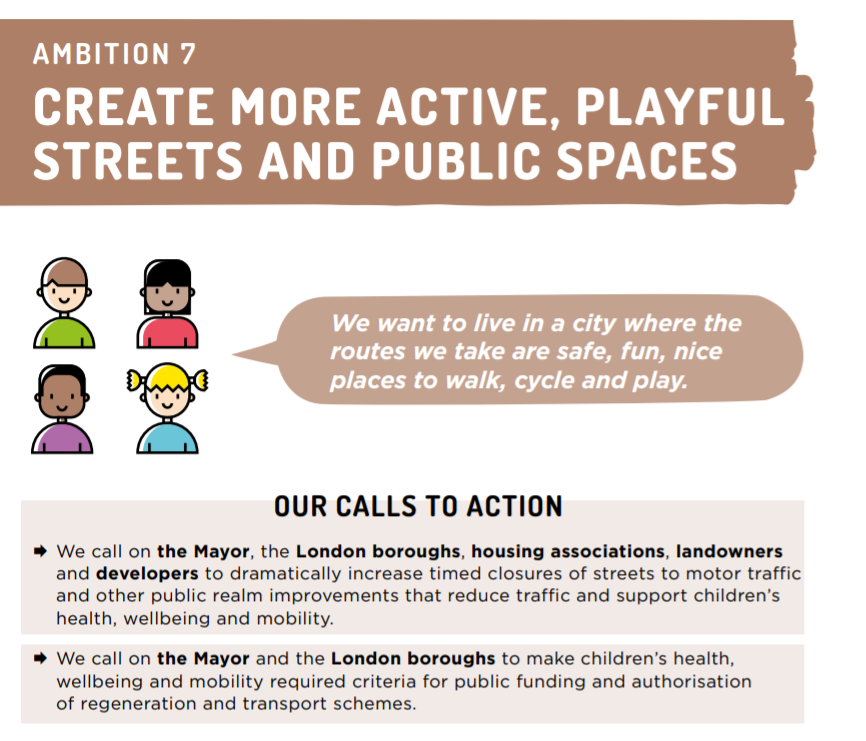 AMBITION 7
CREATE MORE ACTIVE, PLAYFUL
STREETS AND PUBLIC SPACES
We want to live in a city where the
routes we take are safe, fun, nice
places to walk, cycle and play.
OUR CALLS TO ACTION
We call on the Mayor, the London boroughs, housing associations, landowners
and developers to dramatically increase timed closures of streets to motor traffic
and other public realm improvements that reduce traffic and support children’s
health, wellbeing and mobility.
We call on the Mayor and the London boroughs to make children’s health,
wellbeing and mobility required criteria for public funding and authorisation
of regeneration and transport schemes.